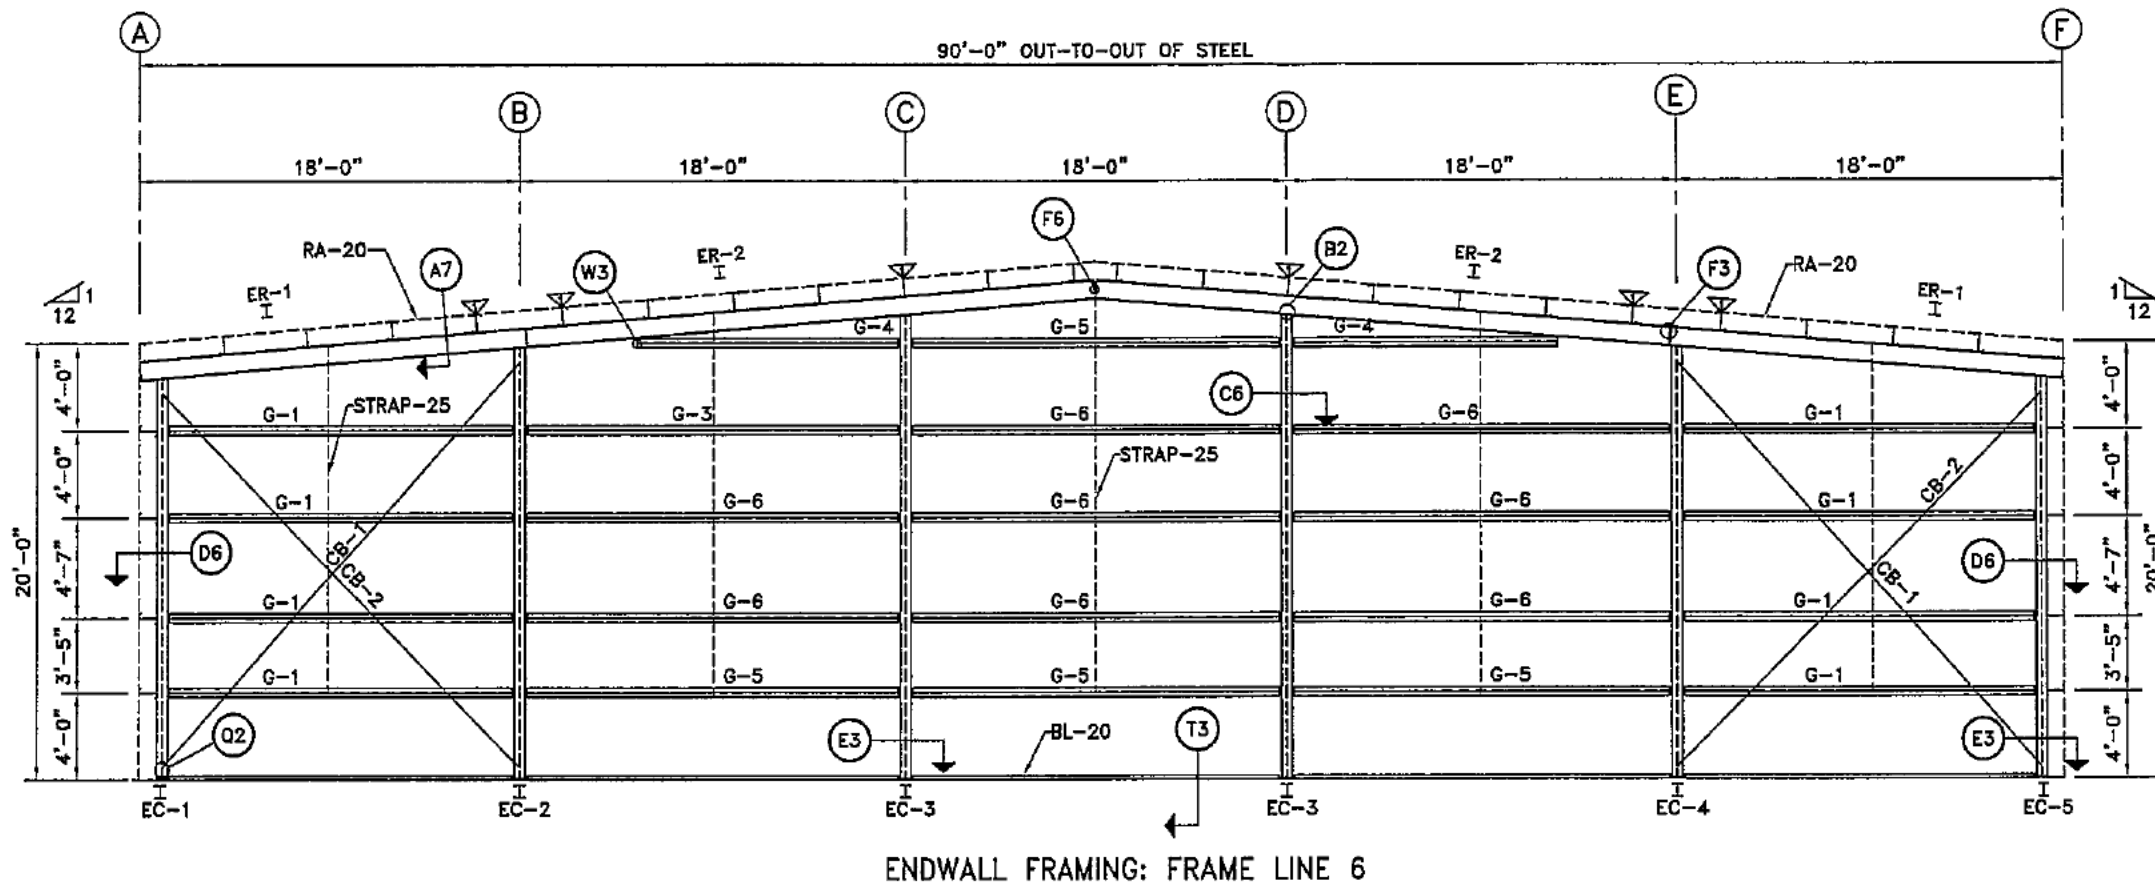 A
F
90'-0" OUT-TO-OUT OF STEEL
B
C
D
E
18'-0"
18'-0"
18'-0"
18'-0"
18'-0"
RA-20
A7
W3
ER-2
F6
B2
ER-2
F3
RA-20
1
12
ER-1
ER-1
1
12
G-4
G-5
G-4
4'-0"
STRAP-25
G-1
G-3
G-6
C6
G-6
G-1
4'-0"
4'-0"
STRAP-25
CB-2
4'-0"
G-1
G-6
G-6
G-6
G-1
20'-0"
4'-7"
D6
CB-1
CB-2
CB-1
D6
4'-7"
20'-0"
G-1
G-6
G-6
G-6
G-1
3'-5"
3'-5"
G-1
G-5
G-5
G-5
G-1
4'-0"
Q2
E3
BL-20
T3
E3
4'-0"
EC-1
EC-2
EC-3
EC-3
EC-4
EC-5
ENDWALL FRAMING: FRAME LINE 6